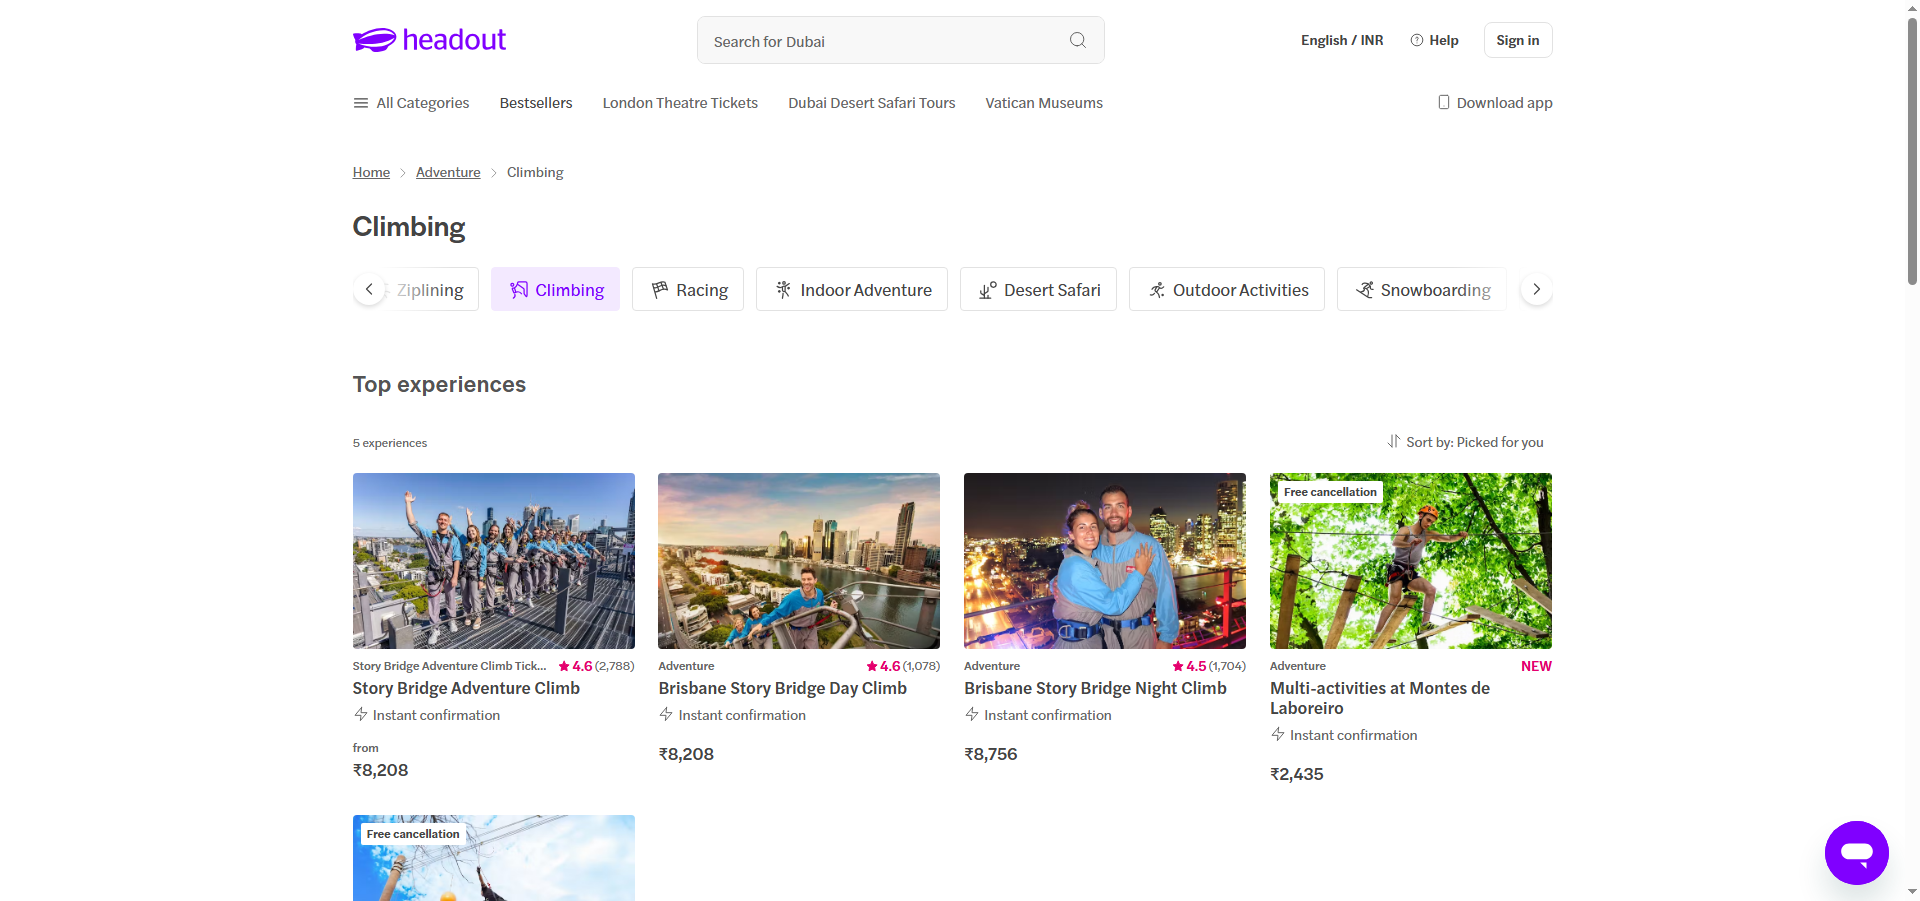 headout
Search for Dubai
English / INR
Help
Sign in
All Categories
Bestsellers
London Theatre Tickets
Dubai Desert Safari Tours
Vatican Museums
Download app
Home
Adventure
Climbing
Climbing
Ziplining
Climbing
Racing
Indoor Adventure
Desert Safari
Outdoor Activities
Snowboarding
Top experiences
5 experiences
Sort by: Picked for you
Free cancellation
Story Bridge Adventure Climb Tick... 4.6 (2,788)
Story Bridge Adventure Climb
Instant confirmation
from
₹8,208
Adventure 4.6 (1,078)
Brisbane Story Bridge Day Climb
Instant confirmation
₹8,208
Adventure 4.5 (1,704)
Brisbane Story Bridge Night Climb
Instant confirmation
₹8,756
Adventure NEW
Multi-activities at Montes de
Laboreiro
Instant confirmation
₹2,435
Free cancellation